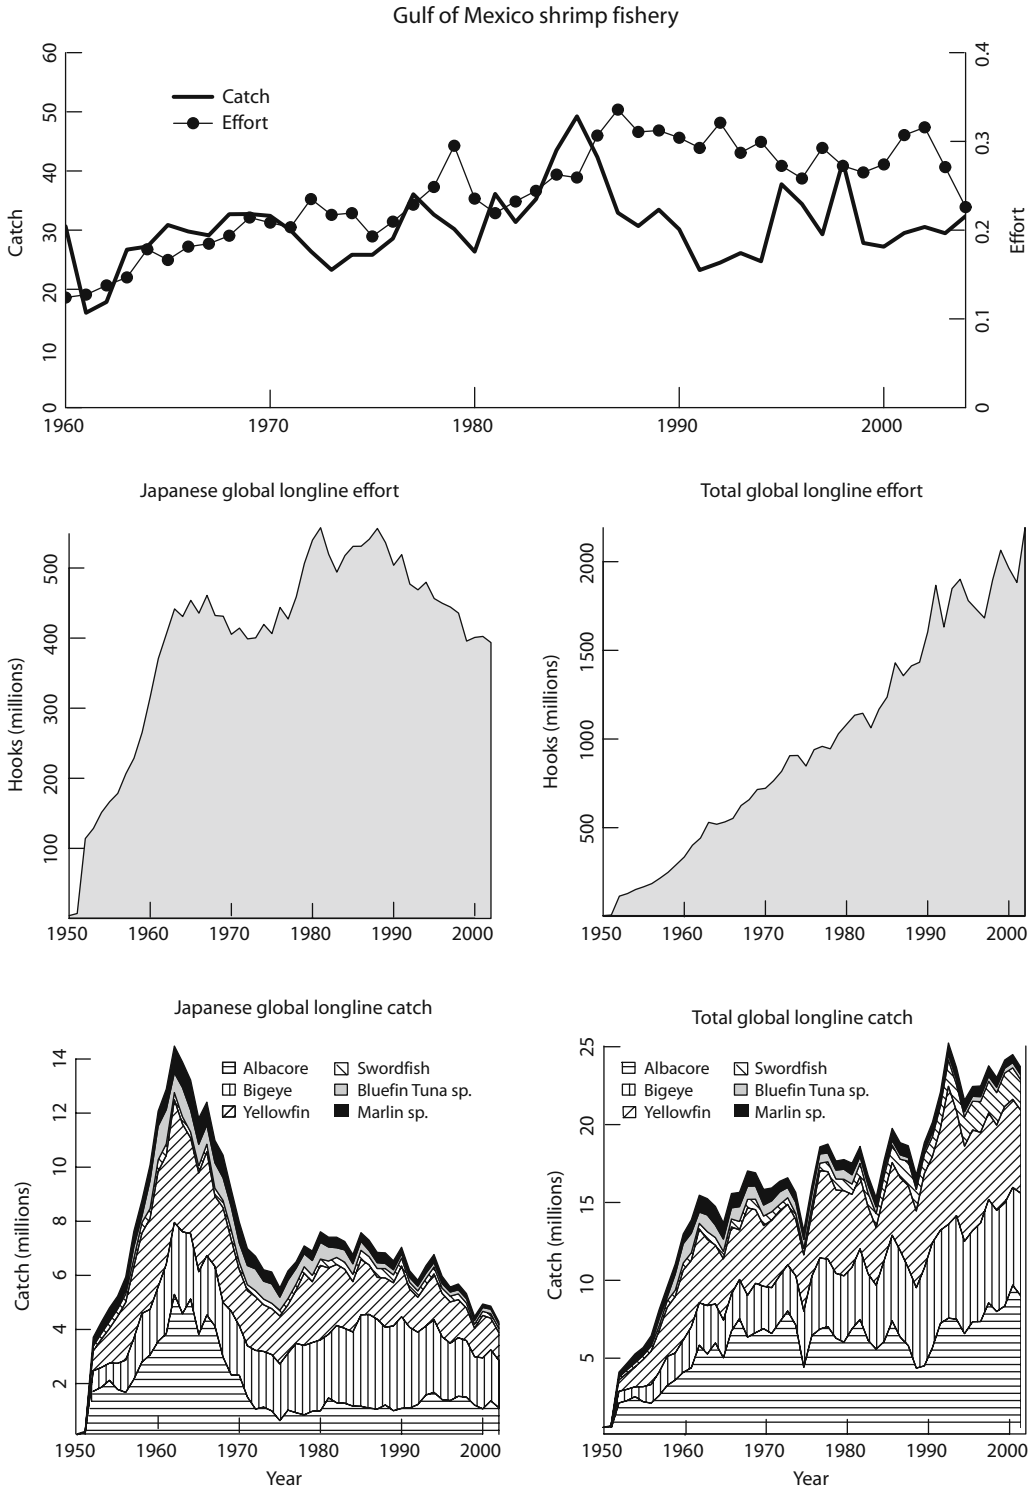 Gulf of Mexico shrimp fishery
60
50
40
30
20
10
0
Catch
Catch
Effort
0.4
0.3
0.2
0.1
0
Effort
1960 1970 1980 1990 2000
Japanese global longline effort
500
400
300
200
100
Hooks (millions)
1950 1960 1970 1980 1990 2000
Total global longline effort
2000
1500
1000
500
Hooks (millions)
1950 1960 1970 1980 1990 2000
Japanese global longline catch
14
12
10
8
6
4
2
Catch (millions)
Albacore Swordfish
Bigeye Bluefin Tuna sp.
Yellowfin Marlin sp.
1950 1960 1970 1980 1990 2000
Year
Total global longline catch
25
20
15
10
5
Catch (millions)
Albacore Swordfish
Bigeye Bluefin Tuna sp.
Yellowfin Marlin sp.
1950 1960 1970 1980 1990 2000
Year